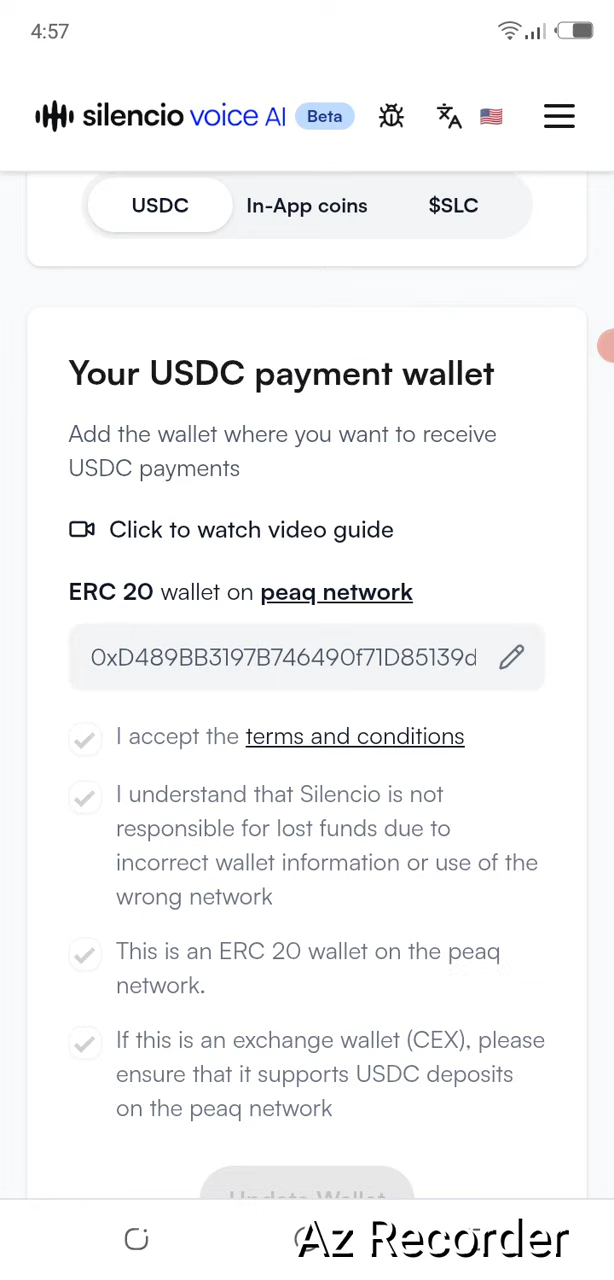 4:57
silencio voice AI Beta
USDC In-App coins $SLC
Your USDC payment wallet
Add the wallet where you want to receive
USDC payments
Click to watch video guide
ERC 20 wallet on peaq network
0xD489BB3197B746490f71D85139d
I accept the terms and conditions
I understand that Silencio is not
responsible for lost funds due to
incorrect wallet information or use of the
wrong network
This is an ERC 20 wallet on the peaq
network.
If this is an exchange wallet (CEX), please
ensure that it supports USDC deposits
on the peaq network
Update Wallet
Az Recorder